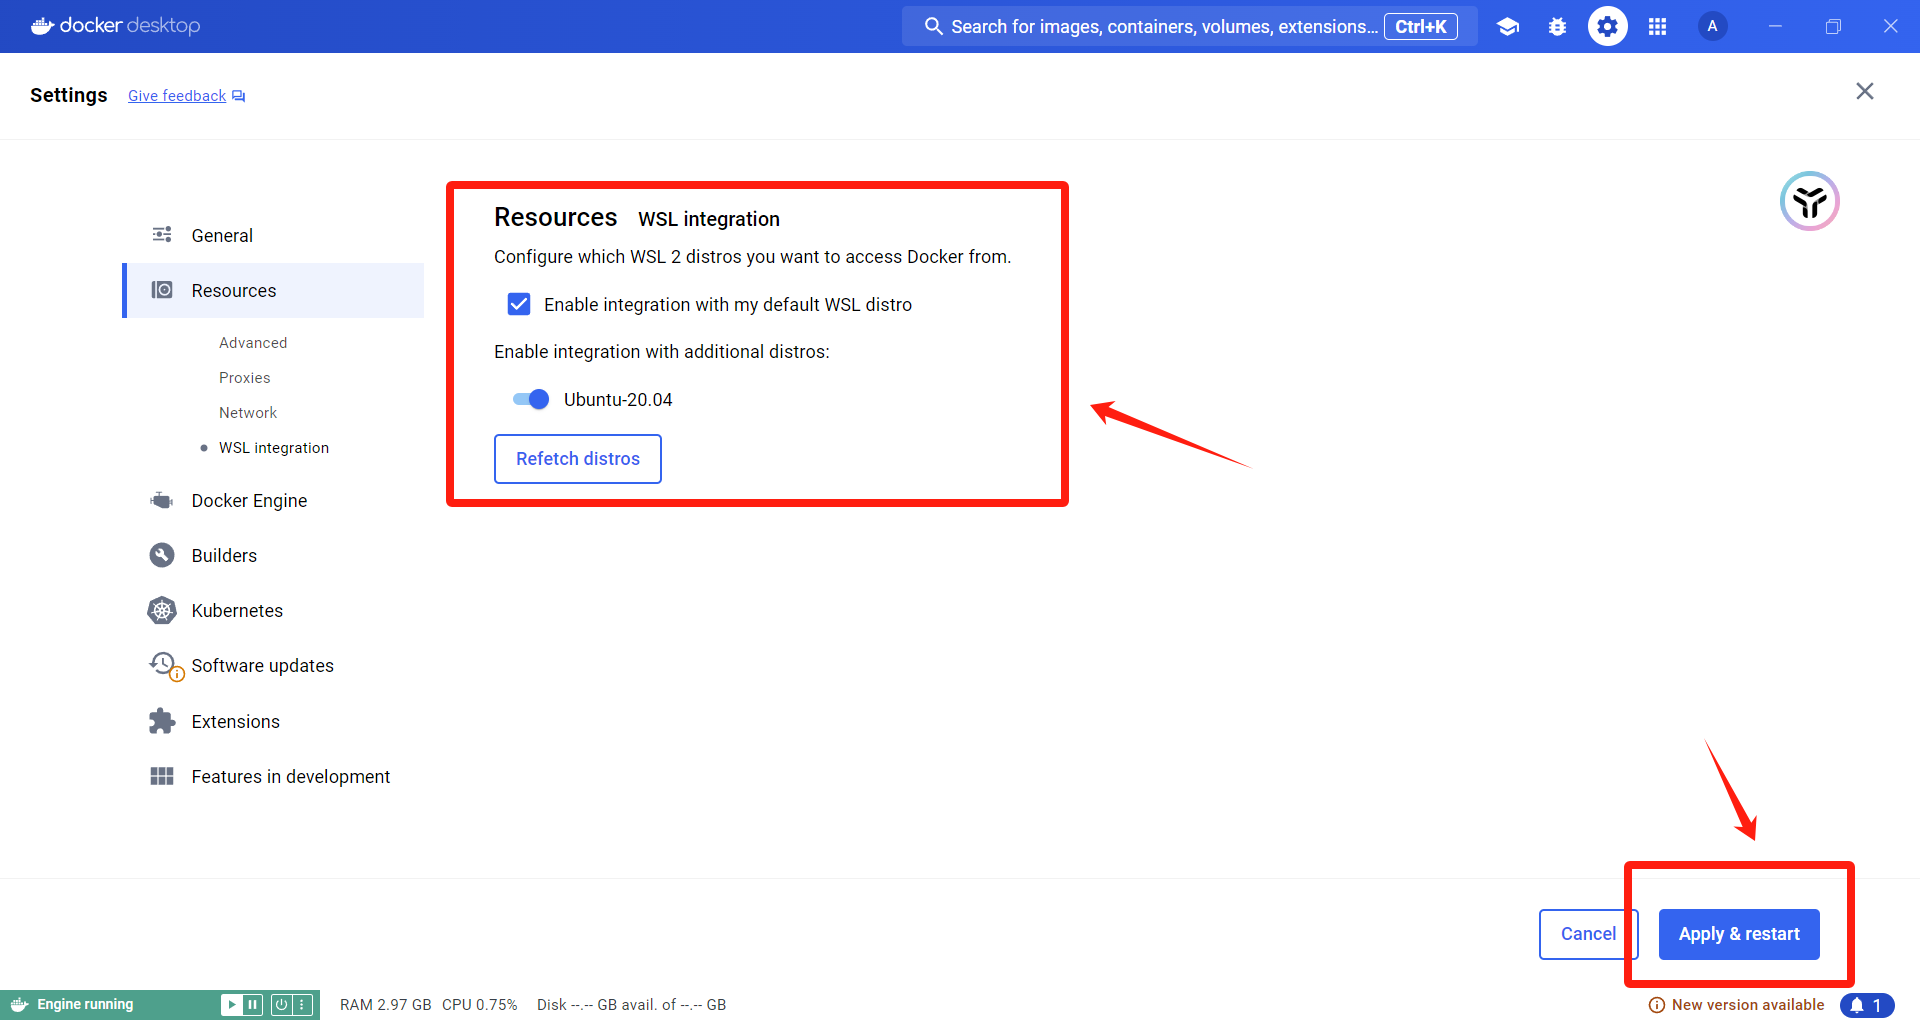 docker desktop
Search for images, containers, volumes, extensions... Ctrl+K
A
Settings
Give feedback
General
Resources
Advanced
Proxies
Network
WSL integration
Docker Engine
Builders
Kubernetes
Software updates
Extensions
Features in development
Resources WSL integration
Configure which WSL 2 distros you want to access Docker from.
Enable integration with my default WSL distro
Enable integration with additional distros:
Ubuntu-20.04
Refetch distros
Cancel
Apply & restart
Engine running
RAM 2.97 GB CPU 0.75% Disk --.-- GB avail. of --.-- GB
New version available
1